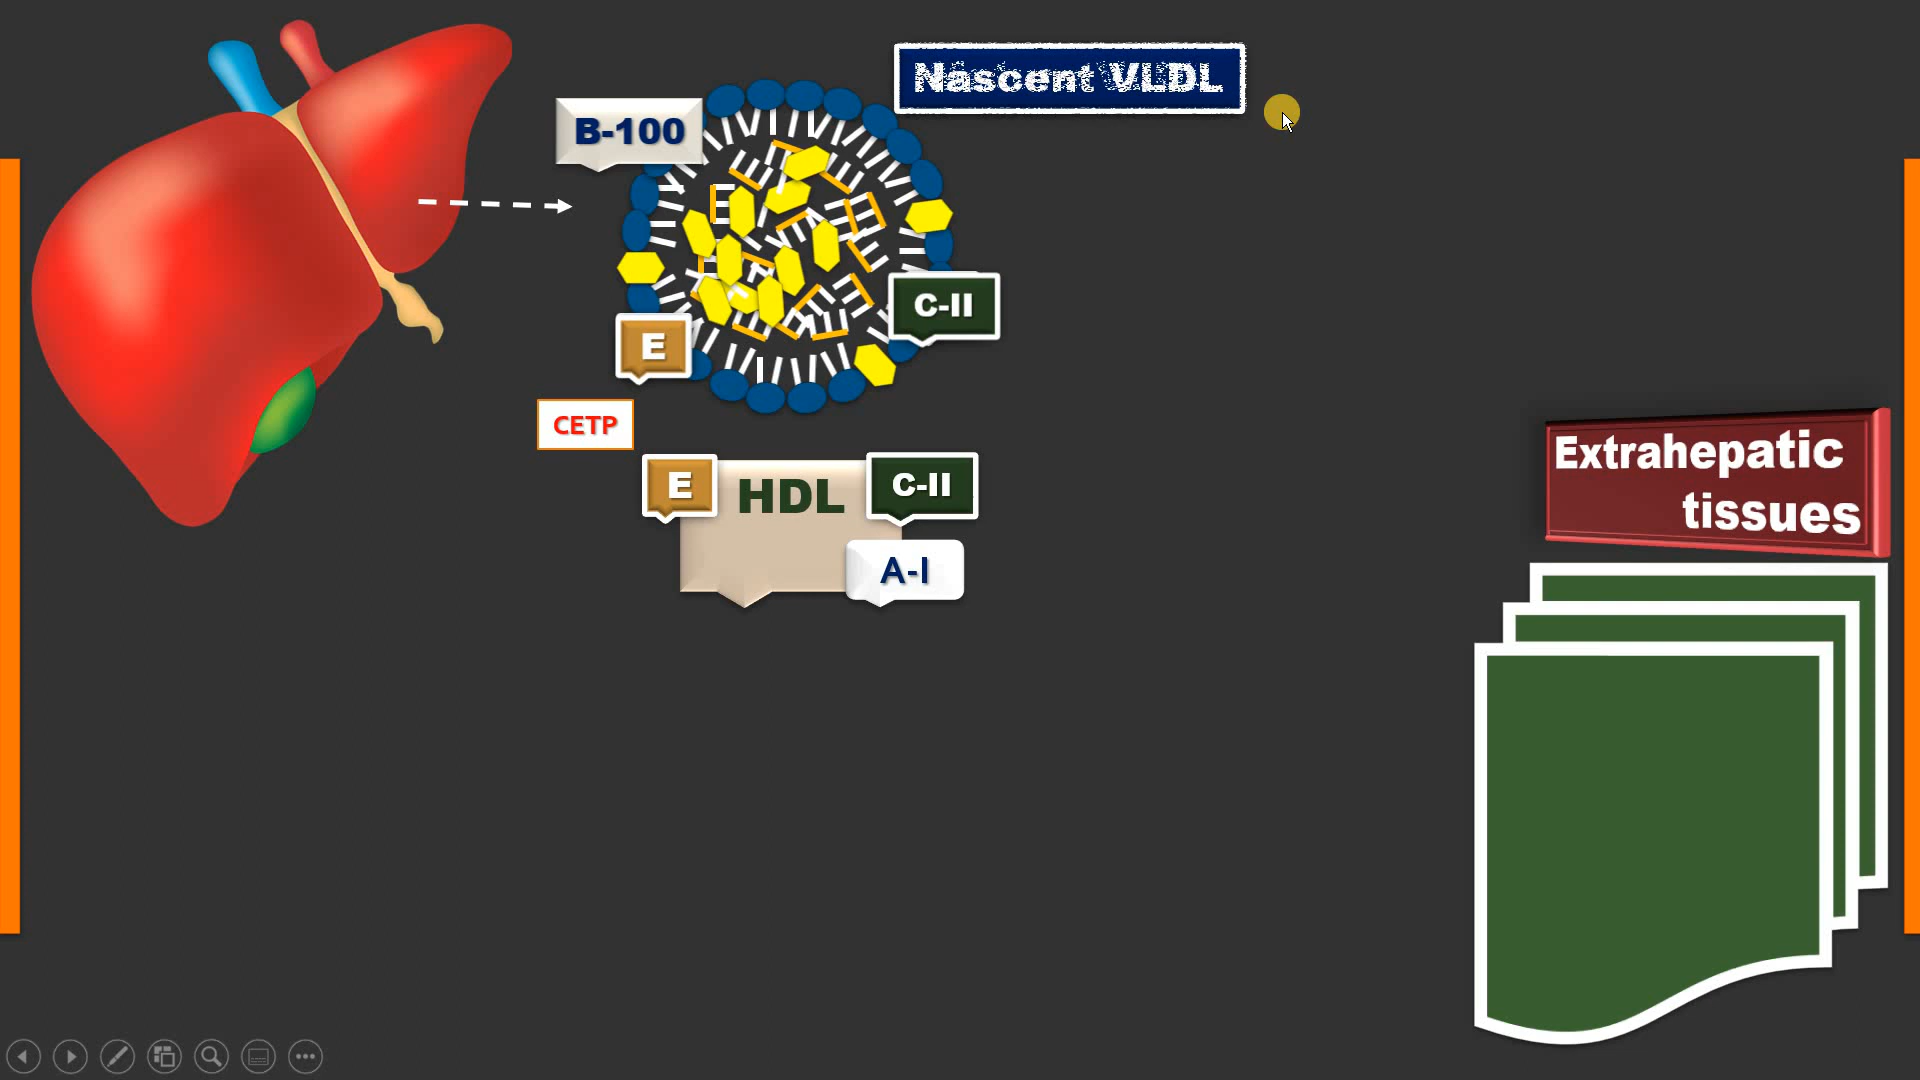 Nascent VLDL
B-100
C-II
E
CETP
E
HDL
C-II
A-I
Extrahepatic
tissues